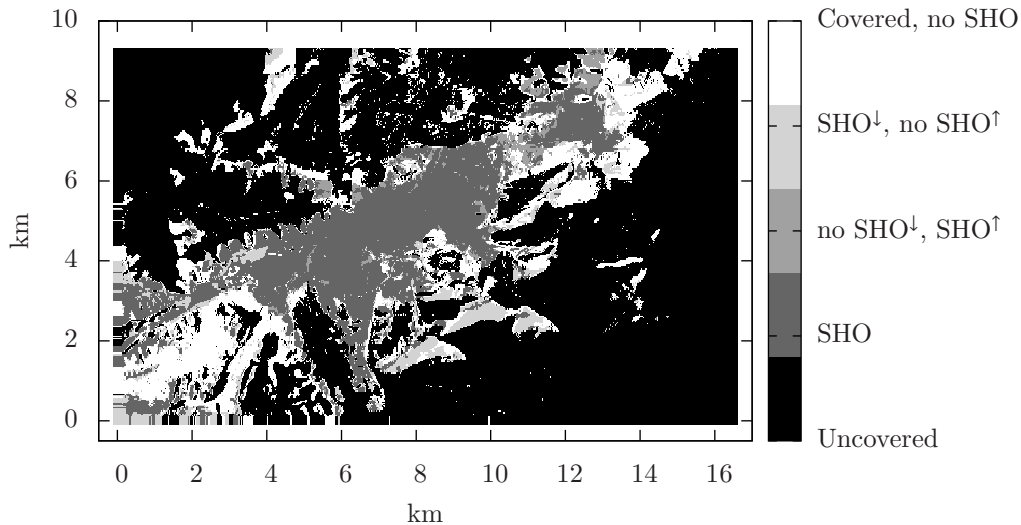 10
8
6
4
2
0
km
0 2 4 6 8 10 12 14 16
km
Covered, no SHO
SHO↓, no SHO↑
no SHO↓, SHO↑
SHO
Uncovered